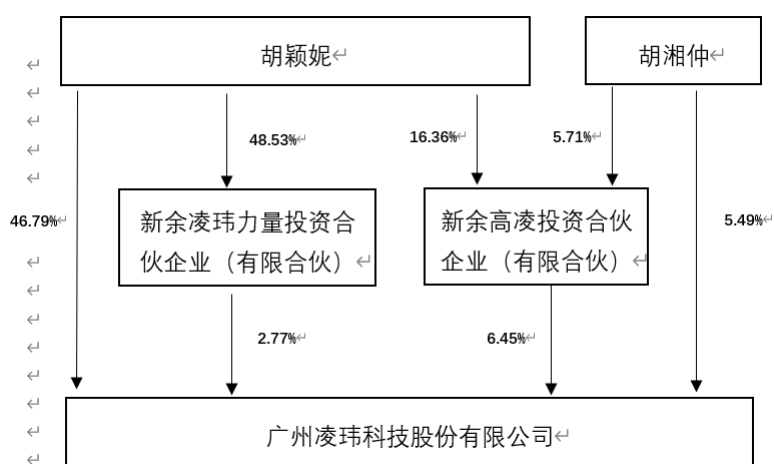 胡颖妮
胡湘仲
48.53%
16.36%
5.71%
46.79%
新余凌玮力量投资合
伙企业（有限合伙）
新余高凌投资合伙
企业（有限合伙）
5.49%
2.77%
6.45%
广州凌玮科技股份有限公司